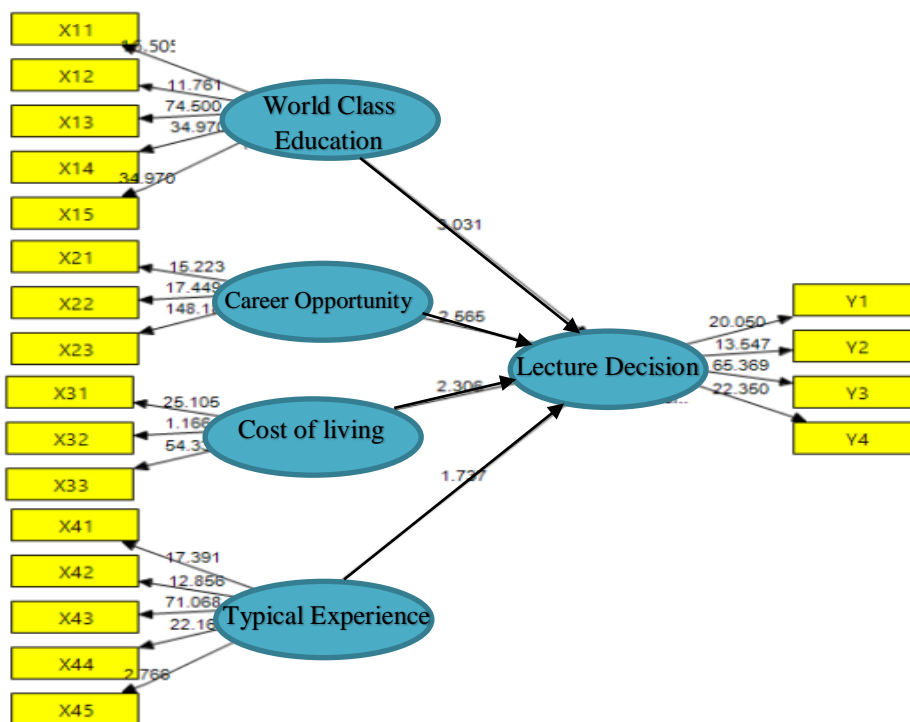 X11
X12
X13
X14
X15
11.761
74.500
34.970
34.970
World Class
Education
3.031
X21
X22
X23
15.223
17.449
Career Opportunity
2.565
X31
X32
X33
25.105
1.166
Cost of living
2.306
X41
X42
X43
X44
X45
17.391
12.856
71.068
2.766
Typical Experience
1.737
Lecture Decision
20.050
13.547
65.369
22.350
Y1
Y2
Y3
Y4